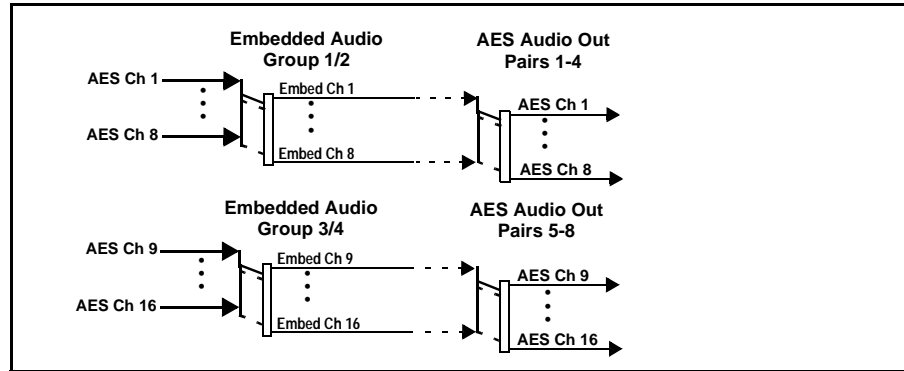 Embedded Audio
Group 1/2
AES Audio Out
Pairs 1-4
AES Ch 1
Embed Ch 1
AES Ch 1
AES Ch 8
Embed Ch 8
AES Ch 8
Embedded Audio
Group 3/4
AES Audio Out
Pairs 5-8
AES Ch 9
Embed Ch 9
AES Ch 9
AES Ch 16
Embed Ch 16
AES Ch 16